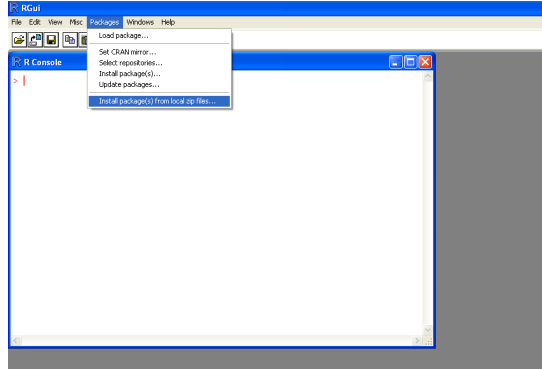 RGui
File Edit View Misc Packages Windows Help
Load package...
Set CRAN mirror...
Select repositories...
Install package(s)...
Update packages...
Install package(s) from local zip files...
R Console
>